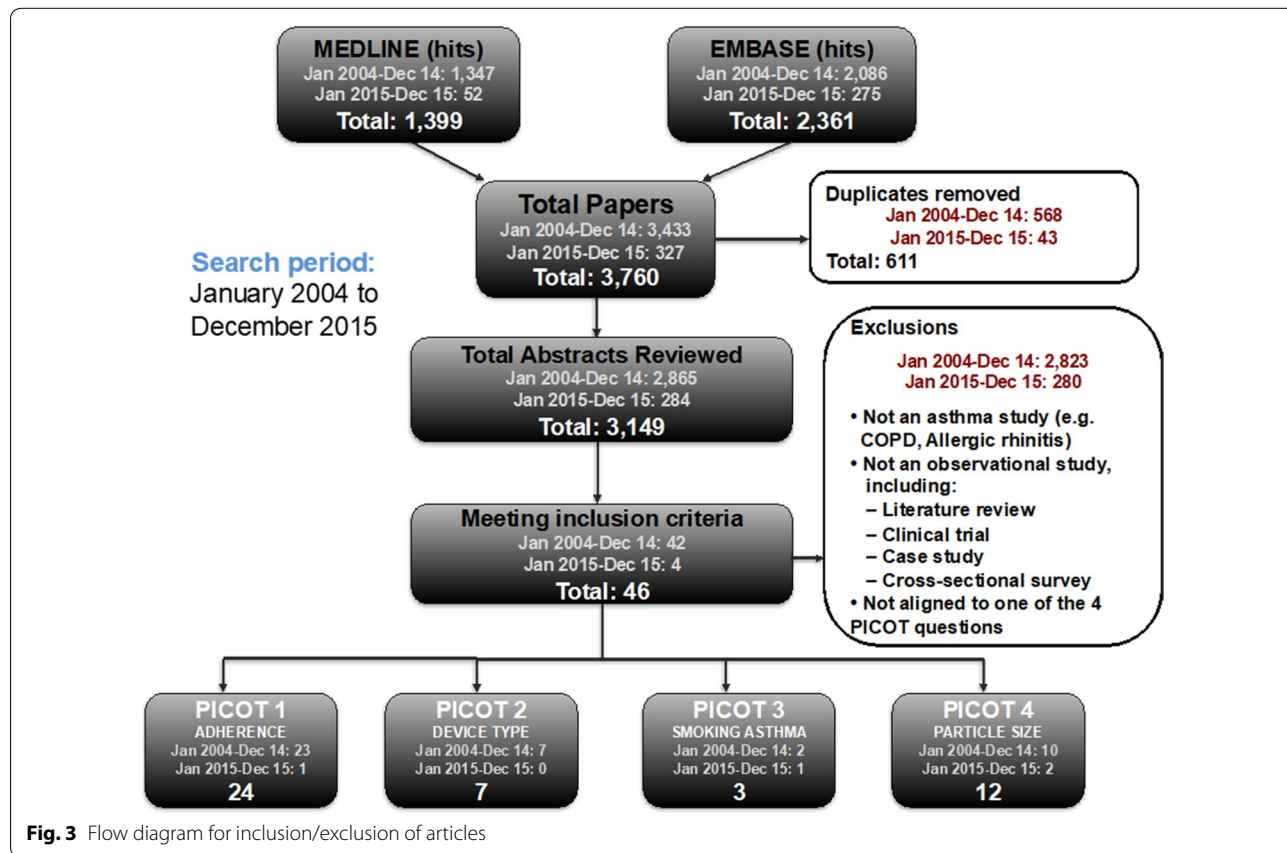 MEDLINE (hits)
Jan 2004-Dec 14: 1,347
Jan 2015-Dec 15: 52
Total: 1,399
EMBASE (hits)
Jan 2004-Dec 14: 2,086
Jan 2015-Dec 15: 275
Total: 2,361
Total Papers
Jan 2004-Dec 14: 3,433
Jan 2015-Dec 15: 327
Total: 3,760
Duplicates removed
Jan 2004-Dec 14: 568
Jan 2015-Dec 15: 43
Total: 611
Search period:
January 2004 to
December 2015
Total Abstracts Reviewed
Jan 2004-Dec 14: 2,865
Jan 2015-Dec 15: 284
Total: 3,149
Exclusions
Jan 2004-Dec 14: 2,823
Jan 2015-Dec 15: 280
• Not an asthma study (e.g.
COPD, Allergic rhinitis)
• Not an observational study,
including:
– Literature review
– Clinical trial
– Case study
– Cross-sectional survey
• Not aligned to one of the 4
PICOT questions
Meeting inclusion criteria
Jan 2004-Dec 14: 42
Jan 2015-Dec 15: 4
Total: 46
PICOT 1
ADHERENCE
Jan 2004-Dec 14: 23
Jan 2015-Dec 15: 1
24
PICOT 2
DEVICE TYPE
Jan 2004-Dec 14: 7
Jan 2015-Dec 15: 0
7
PICOT 3
SMOKING ASTHMA
Jan 2004-Dec 14: 2
Jan 2015-Dec 15: 1
3
PICOT 4
PARTICLE SIZE
Jan 2004-Dec 14: 10
Jan 2015-Dec 15: 2
12
Fig. 3 Flow diagram for inclusion/exclusion of articles